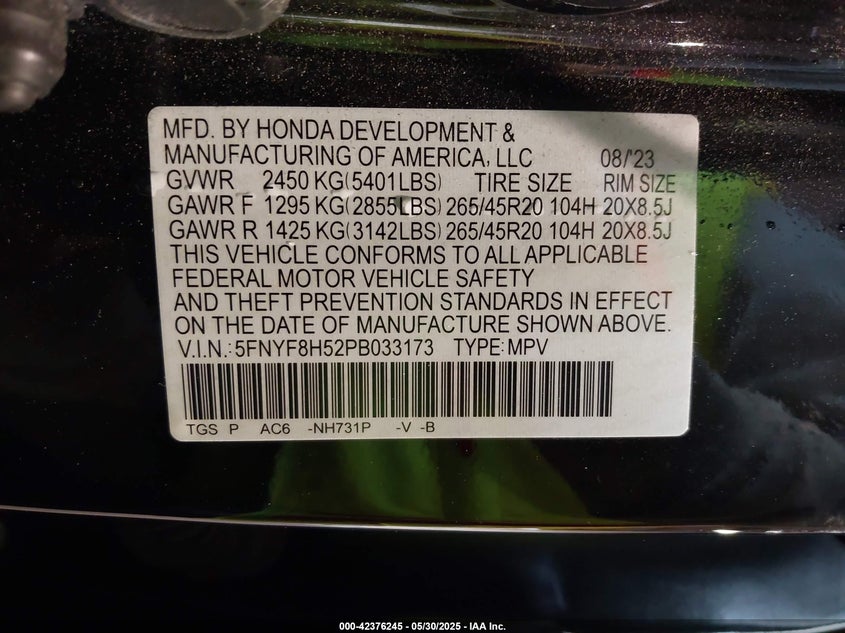 MFD. BY HONDA DEVELOPMENT &
MANUFACTURING OF AMERICA, LLC 08/'23
GVWR 2450 KG(5401LBS) TIRE SIZE RIM SIZE
GAWR F 1295 KG(2855LBS) 265/45R20 104H 20X8.5J
GAWR R 1425 KG(3142LBS) 265/45R20 104H 20X8.5J
THIS VEHICLE CONFORMS TO ALL APPLICABLE
FEDERAL MOTOR VEHICLE SAFETY
AND THEFT PREVENTION STANDARDS IN EFFECT
ON THE DATE OF MANUFACTURE SHOWN ABOVE.
V.I.N.:5FNYF8H52PB033173 TYPE:MPV
TGS P AC6 -NH731P -V -B
000-42376245 - 05/30/2025 - IAA Inc.